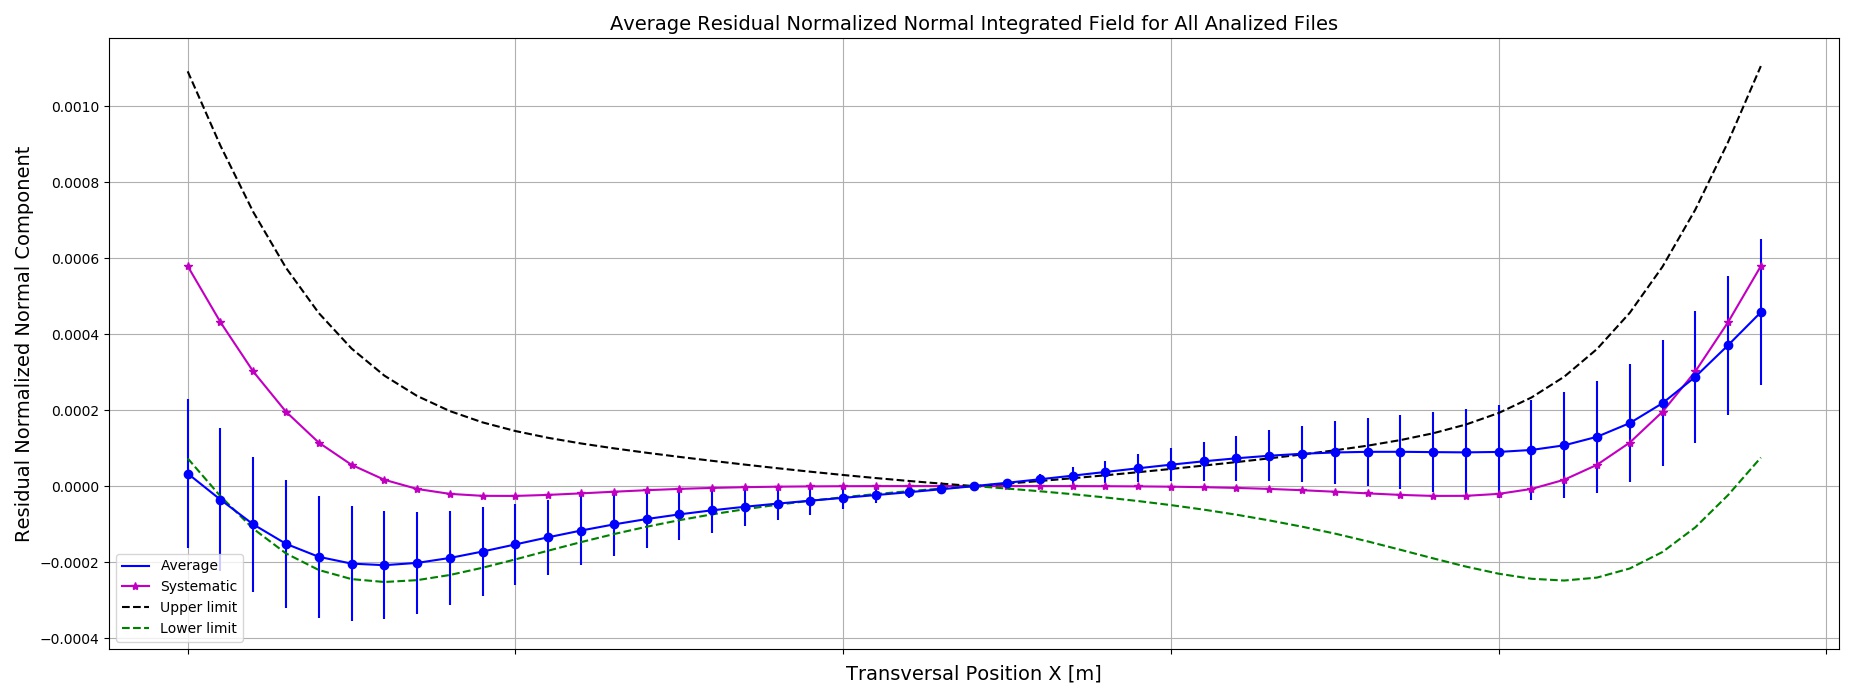 Average Residual Normalized Normal Integrated Field for All Analized Files
Residual Normalized Normal Component
0.0010
0.0008
0.0006
0.0004
0.0002
0.0000
−0.0002
−0.0004
Average
Systematic
Upper limit
Lower limit
Transversal Position X [m]